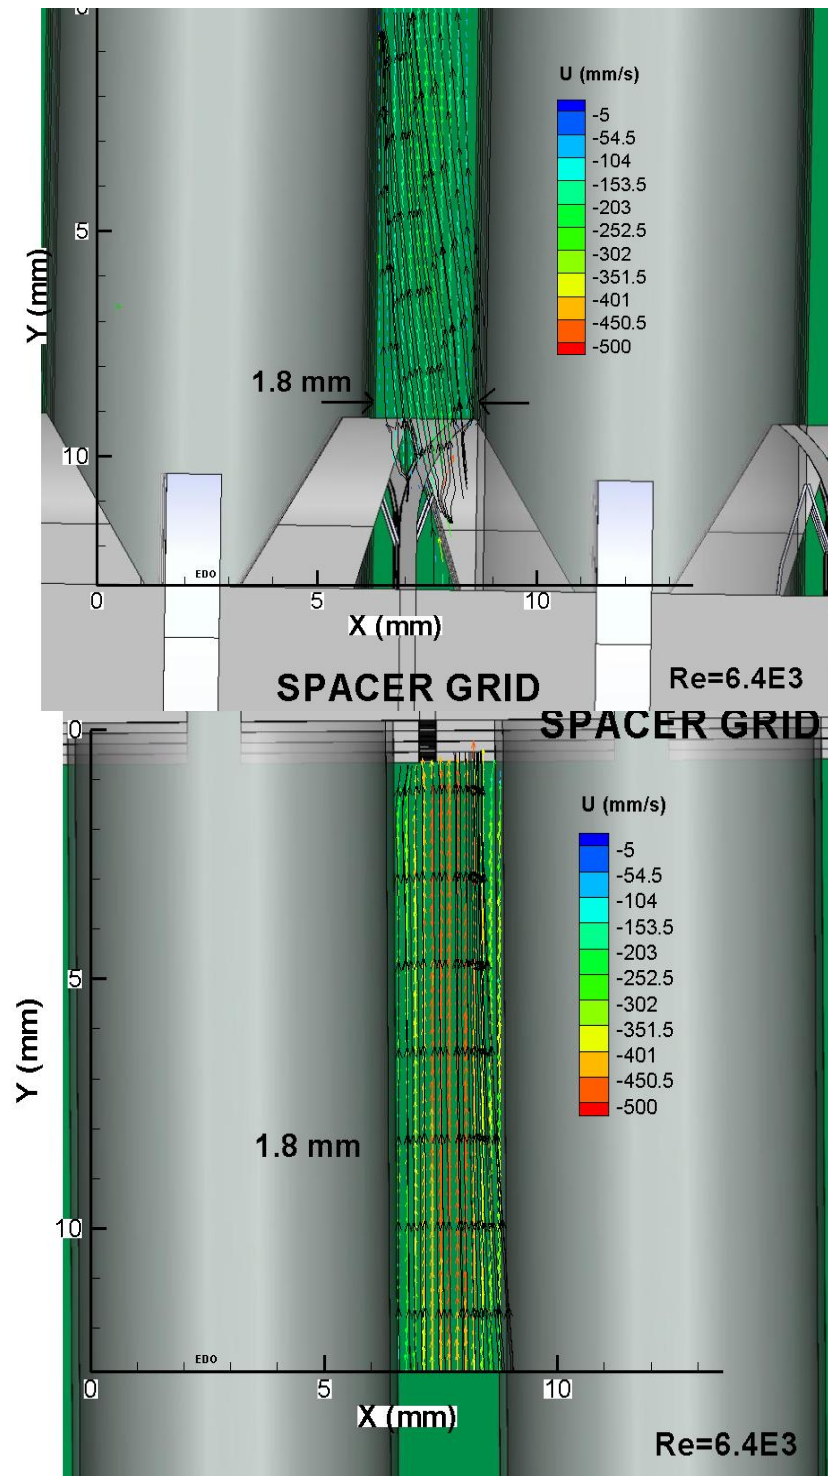 0
U (mm/s)
-5
-54.5
-104
-153.5
-203
-252.5
-302
-351.5
-401
-450.5
-500
5
Y (mm)
1.8 mm
10
EDO
0
5
10
X (mm)
SPACER GRID
Re=6.4E3
SPACER GRID
0
U (mm/s)
-5
-54.5
-104
-153.5
-203
-252.5
-302
-351.5
-401
-450.5
-500
5
Y (mm)
1.8 mm
10
EDO
0
5
10
X (mm)
Re=6.4E3